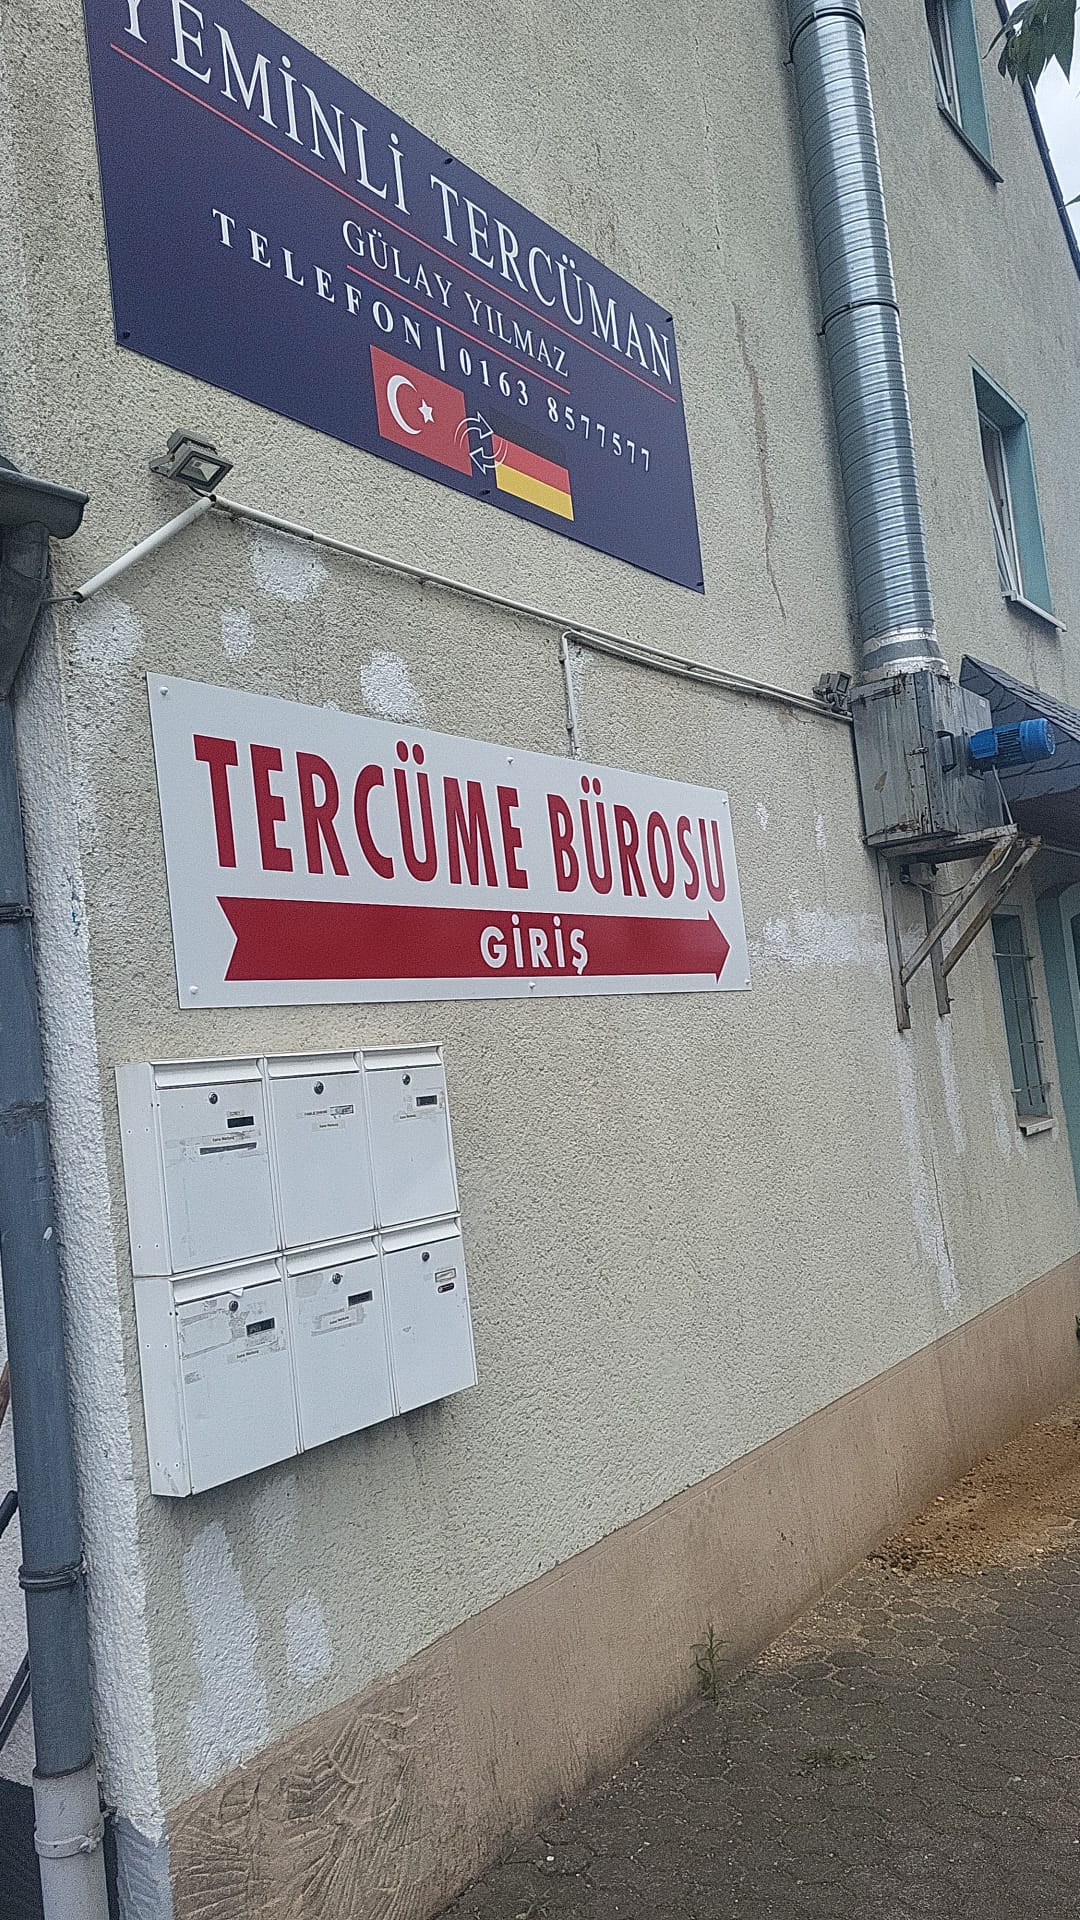 YEMİNLİ TERCÜMAN
GÜLAY YILMAZ
TELEFON | 0163 8577577
TERCÜME BÜROSU
GİRİŞ